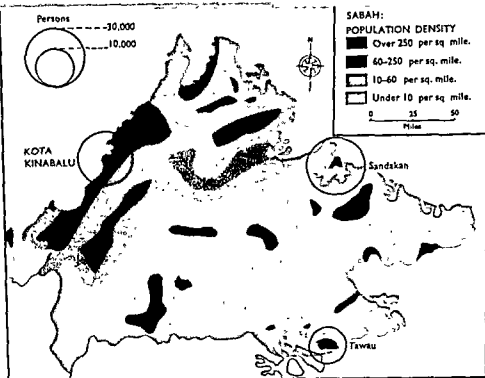 Persons
30,000
10,000
N
SABAH:
POPULATION DENSITY
Over 250 per sq mile.
60–250 per sq. mile.
10–60 per sq. mile.
Under 10 per sq mile.
0 25 50
Miles
KOTA
KINABALU
Sandakan
Tawau